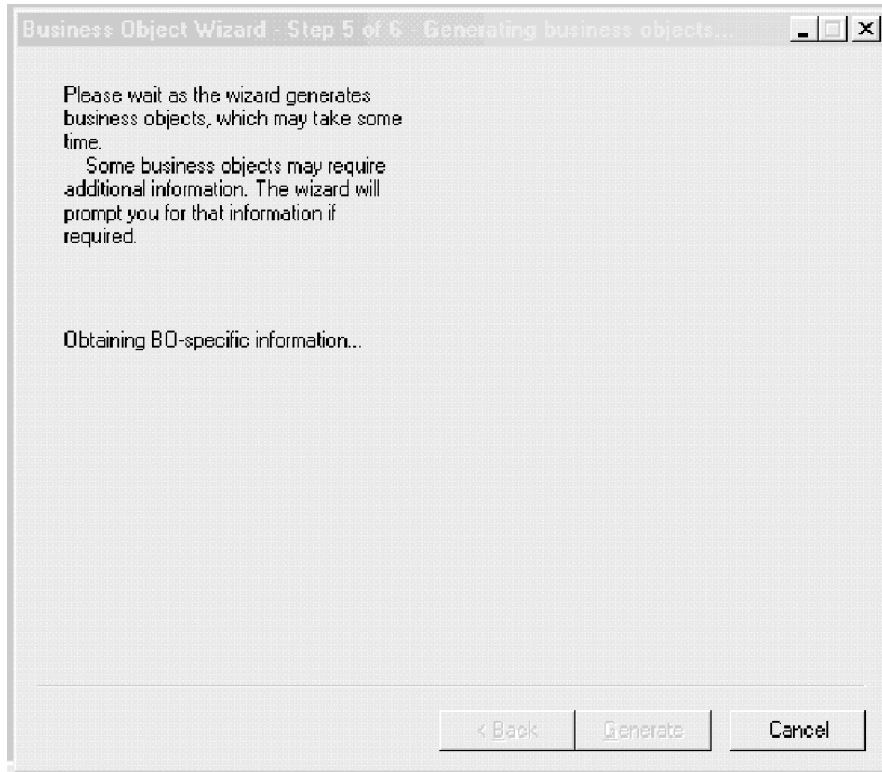 Business Object Wizard - Step 5 of 6 - Generating business objects...
Please wait as the wizard generates
business objects, which may take some
time.
Some business objects may require
additional information. The wizard will
prompt you for that information if
required.
Obtaining BO-specific information...
< Back
Generate
Cancel